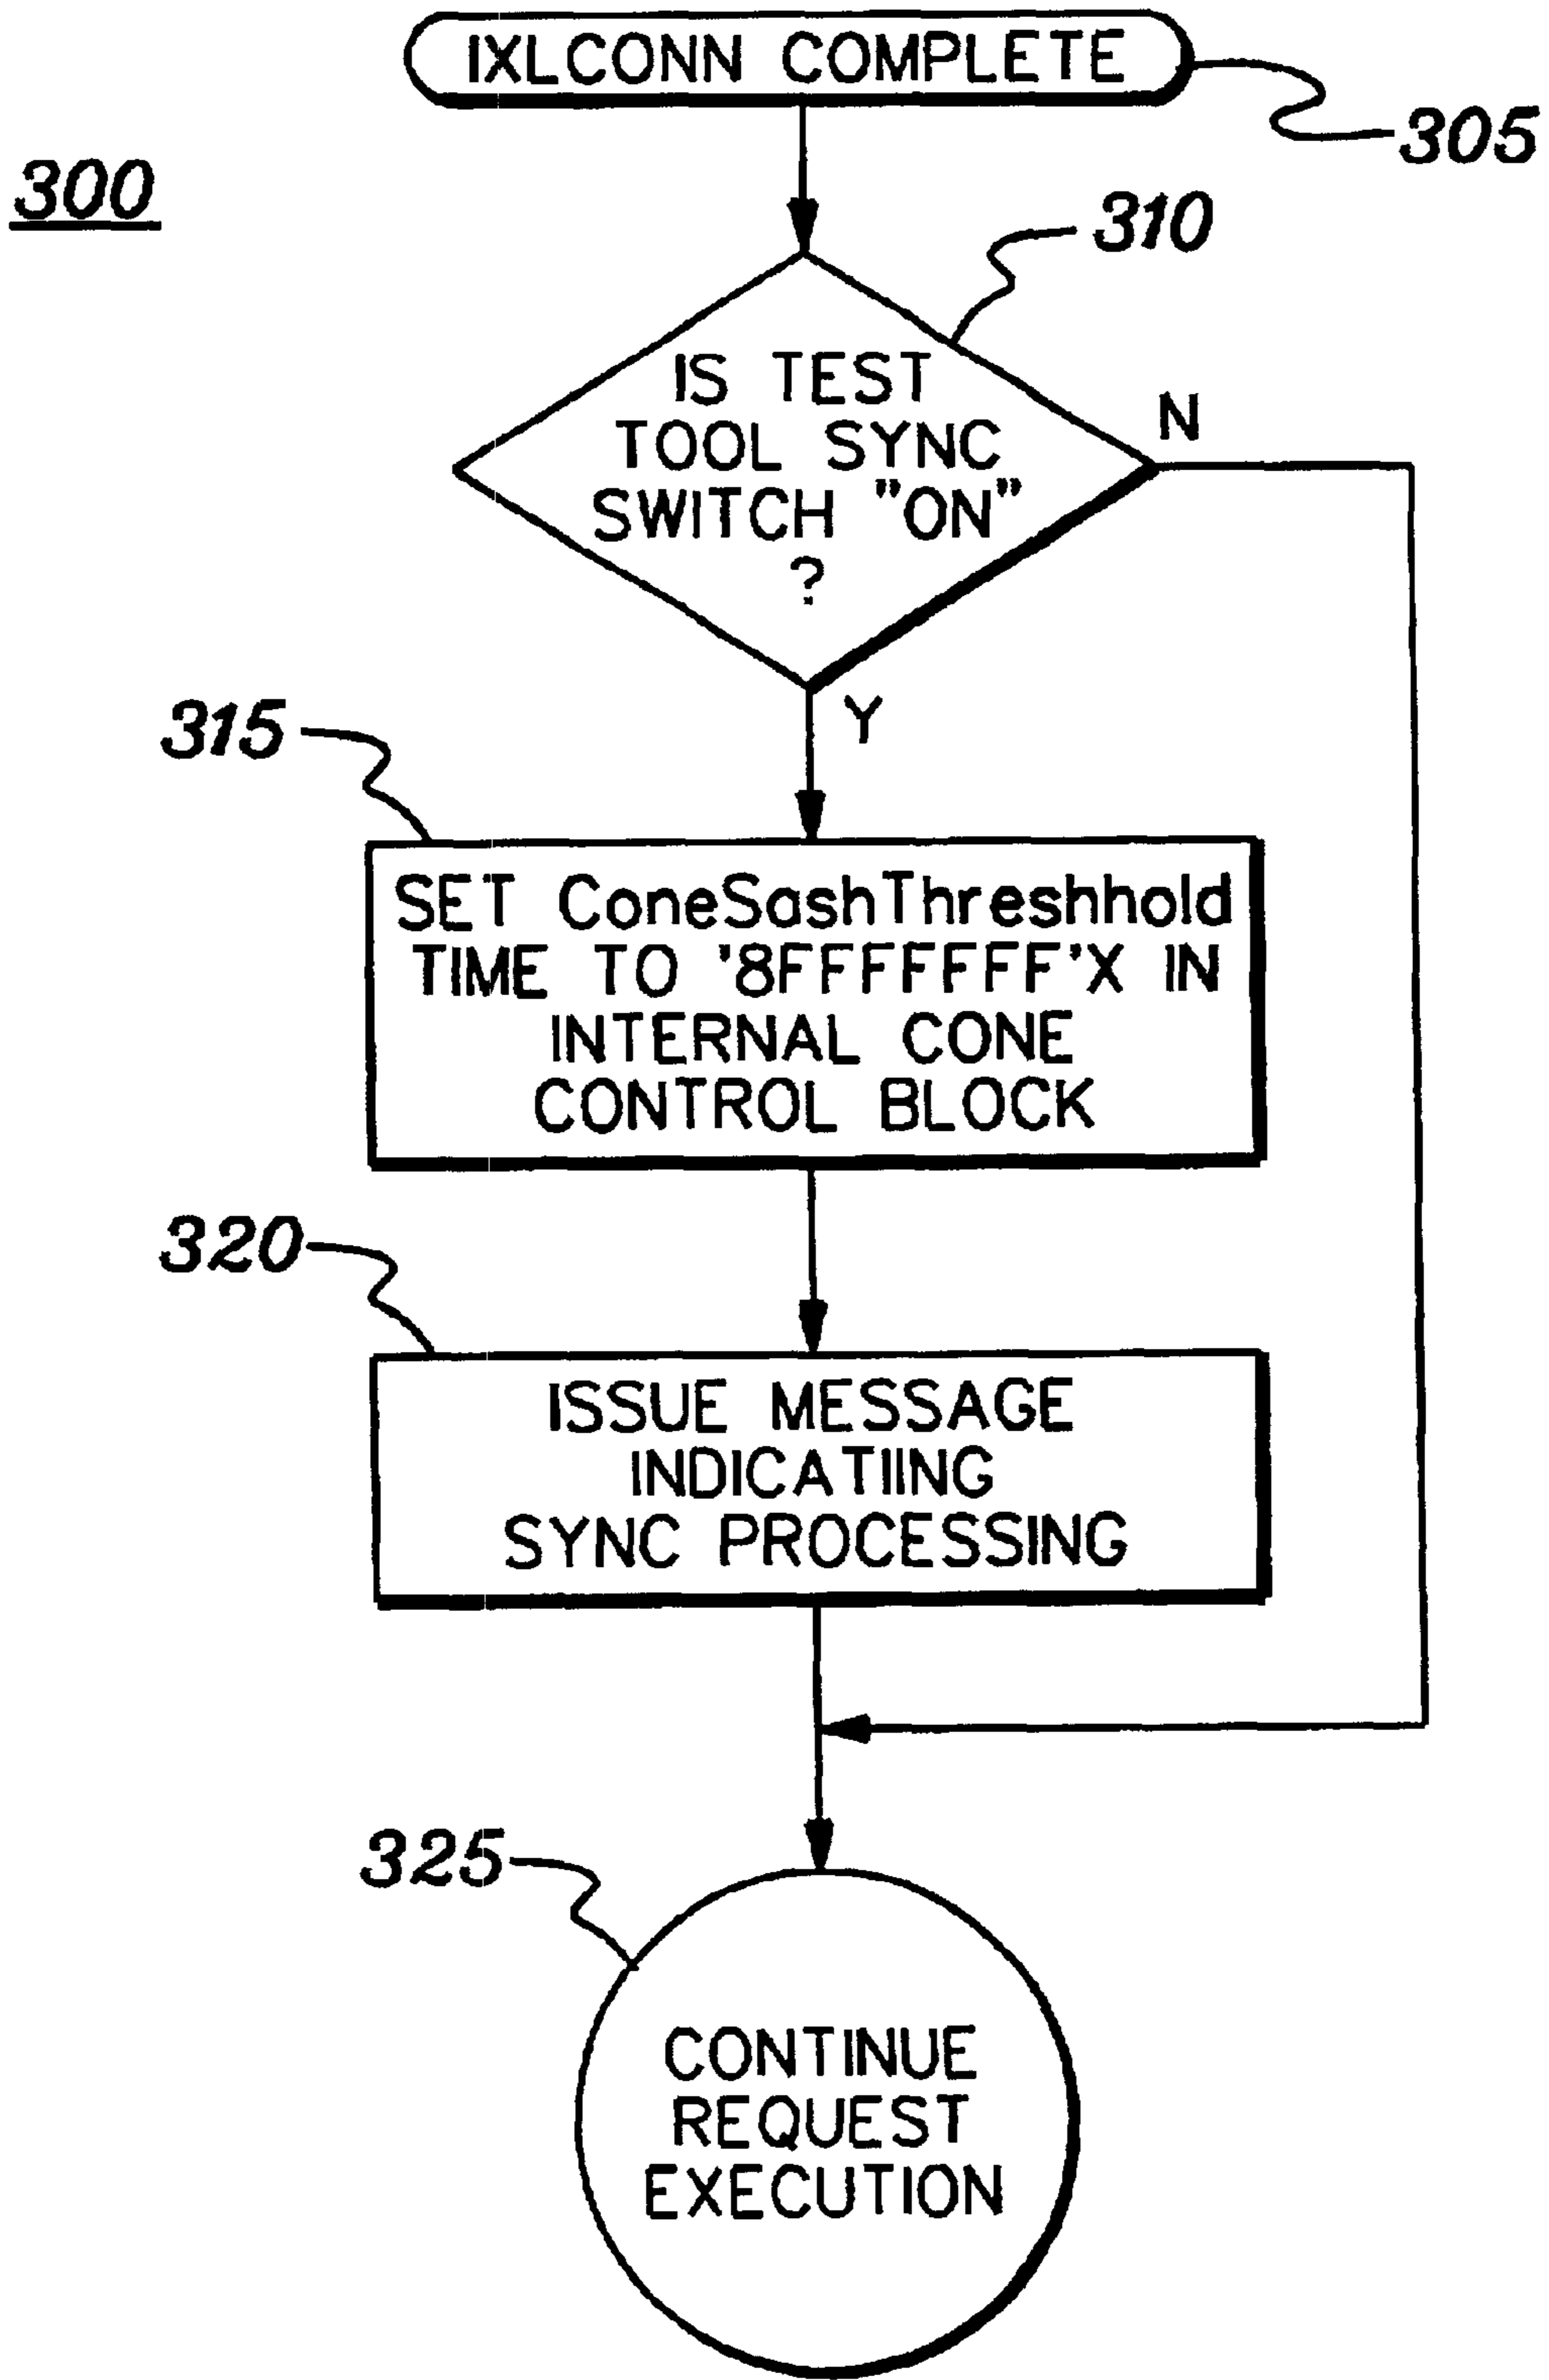 IXLCONN COMPLETE
305
300
310
IS TEST
TOOL SYNC
SWITCH "ON"
?
N
Y
315
SET ConeSashThreshhold
TIME TO '8FFFFFFF'X IN
INTERNAL CONE
CONTROL BLOCK
320
ISSUE MESSAGE
INDICATIING
SYNC PROCESSING
325
CONTINUE
REQUEST
EXECUTION